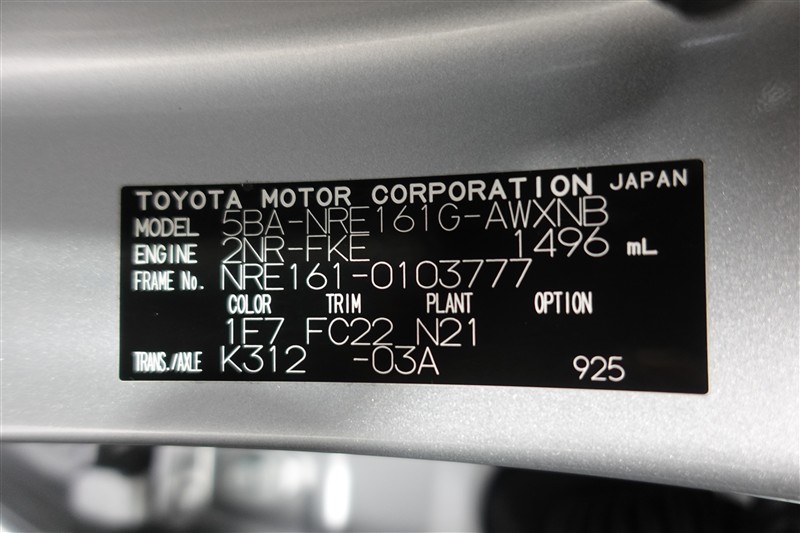 TOYOTA MOTOR CORPORATION JAPAN
MODEL 5BA-NRE161G-AWXNB
ENGINE 2NR-FKE 1496 mL
FRAME No. NRE161-0103777
COLOR TRIM PLANT OPTION
1F7 FC22 N21
TRANS./AXLE K312 -03A 925